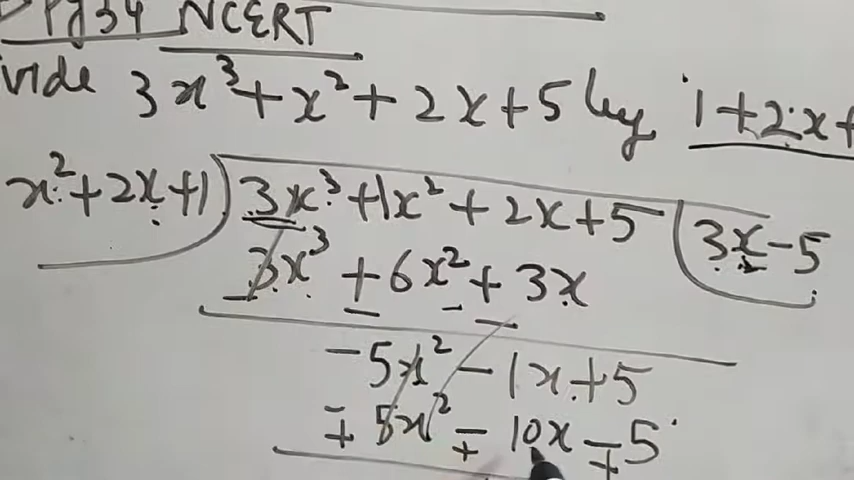 Pg 34 NCERT
vide 3x³ + x² + 2x + 5 by 1 + 2x +
x² + 2x + 1 ) 3x³ + 1x² + 2x + 5 ( 3x - 5
3x³ + 6x² + 3x
- - -
- 5x² - 1x + 5
∓ 5x² ∓ 10x ∓ 5